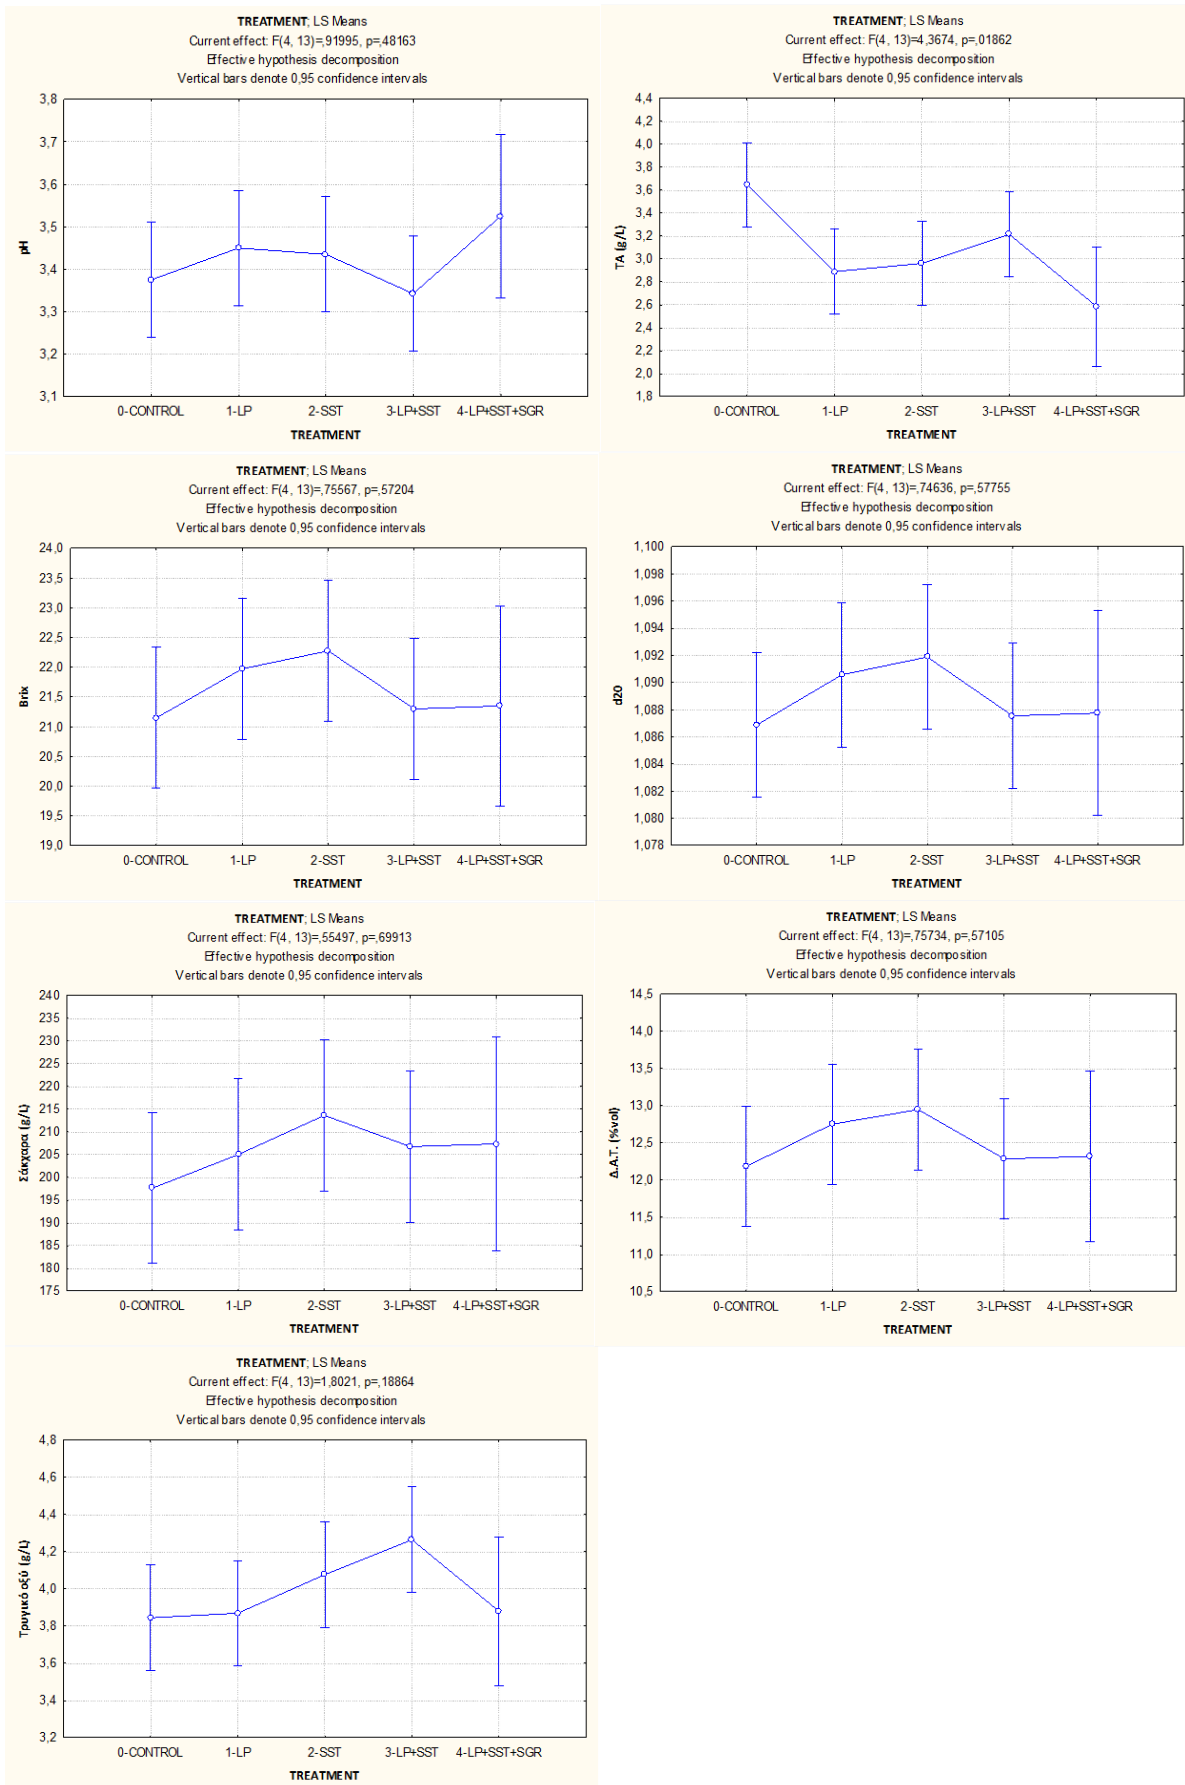 TREATMENT; LS Means
Current effect: F(4, 13)=,91995, p=,48163
Effective hypothesis decomposition
Vertical bars denote 0,95 confidence intervals
3,8
3,7
3,6
3,5
3,4
3,3
3,2
3,1
pH
0-CONTROL 1-LP 2-SST 3-LP+SST 4-LP+SST+SGR
TREATMENT
TREATMENT; LS Means
Current effect: F(4, 13)=4,3674, p=,01862
Effective hypothesis decomposition
Vertical bars denote 0,95 confidence intervals
4,4
4,2
4,0
3,8
3,6
3,4
3,2
3,0
2,8
2,6
2,4
2,2
2,0
1,8
TA (g/L)
0-CONTROL 1-LP 2-SST 3-LP+SST 4-LP+SST+SGR
TREATMENT
TREATMENT; LS Means
Current effect: F(4, 13)=,75567, p=,57204
Effective hypothesis decomposition
Vertical bars denote 0,95 confidence intervals
24,0
23,5
23,0
22,5
22,0
21,5
21,0
20,5
20,0
19,5
19,0
Brix
0-CONTROL 1-LP 2-SST 3-LP+SST 4-LP+SST+SGR
TREATMENT
TREATMENT; LS Means
Current effect: F(4, 13)=,74636, p=,57755
Effective hypothesis decomposition
Vertical bars denote 0,95 confidence intervals
1,100
1,098
1,096
1,094
1,092
1,090
1,088
1,086
1,084
1,082
1,080
1,078
d20
0-CONTROL 1-LP 2-SST 3-LP+SST 4-LP+SST+SGR
TREATMENT
TREATMENT; LS Means
Current effect: F(4, 13)=,55497, p=,69913
Effective hypothesis decomposition
Vertical bars denote 0,95 confidence intervals
240
235
230
225
220
215
210
205
200
195
190
185
180
175
Σάκχαρα (g/L)
0-CONTROL 1-LP 2-SST 3-LP+SST 4-LP+SST+SGR
TREATMENT
TREATMENT; LS Means
Current effect: F(4, 13)=,75734, p=,57105
Effective hypothesis decomposition
Vertical bars denote 0,95 confidence intervals
14,5
14,0
13,5
13,0
12,5
12,0
11,5
11,0
10,5
Δ.Α.Τ. (%vol)
0-CONTROL 1-LP 2-SST 3-LP+SST 4-LP+SST+SGR
TREATMENT
TREATMENT; LS Means
Current effect: F(4, 13)=1,8021, p=,18864
Effective hypothesis decomposition
Vertical bars denote 0,95 confidence intervals
4,8
4,6
4,4
4,2
4,0
3,8
3,6
3,4
3,2
Τρυγικό οξύ (g/L)
0-CONTROL 1-LP 2-SST 3-LP+SST 4-LP+SST+SGR
TREATMENT